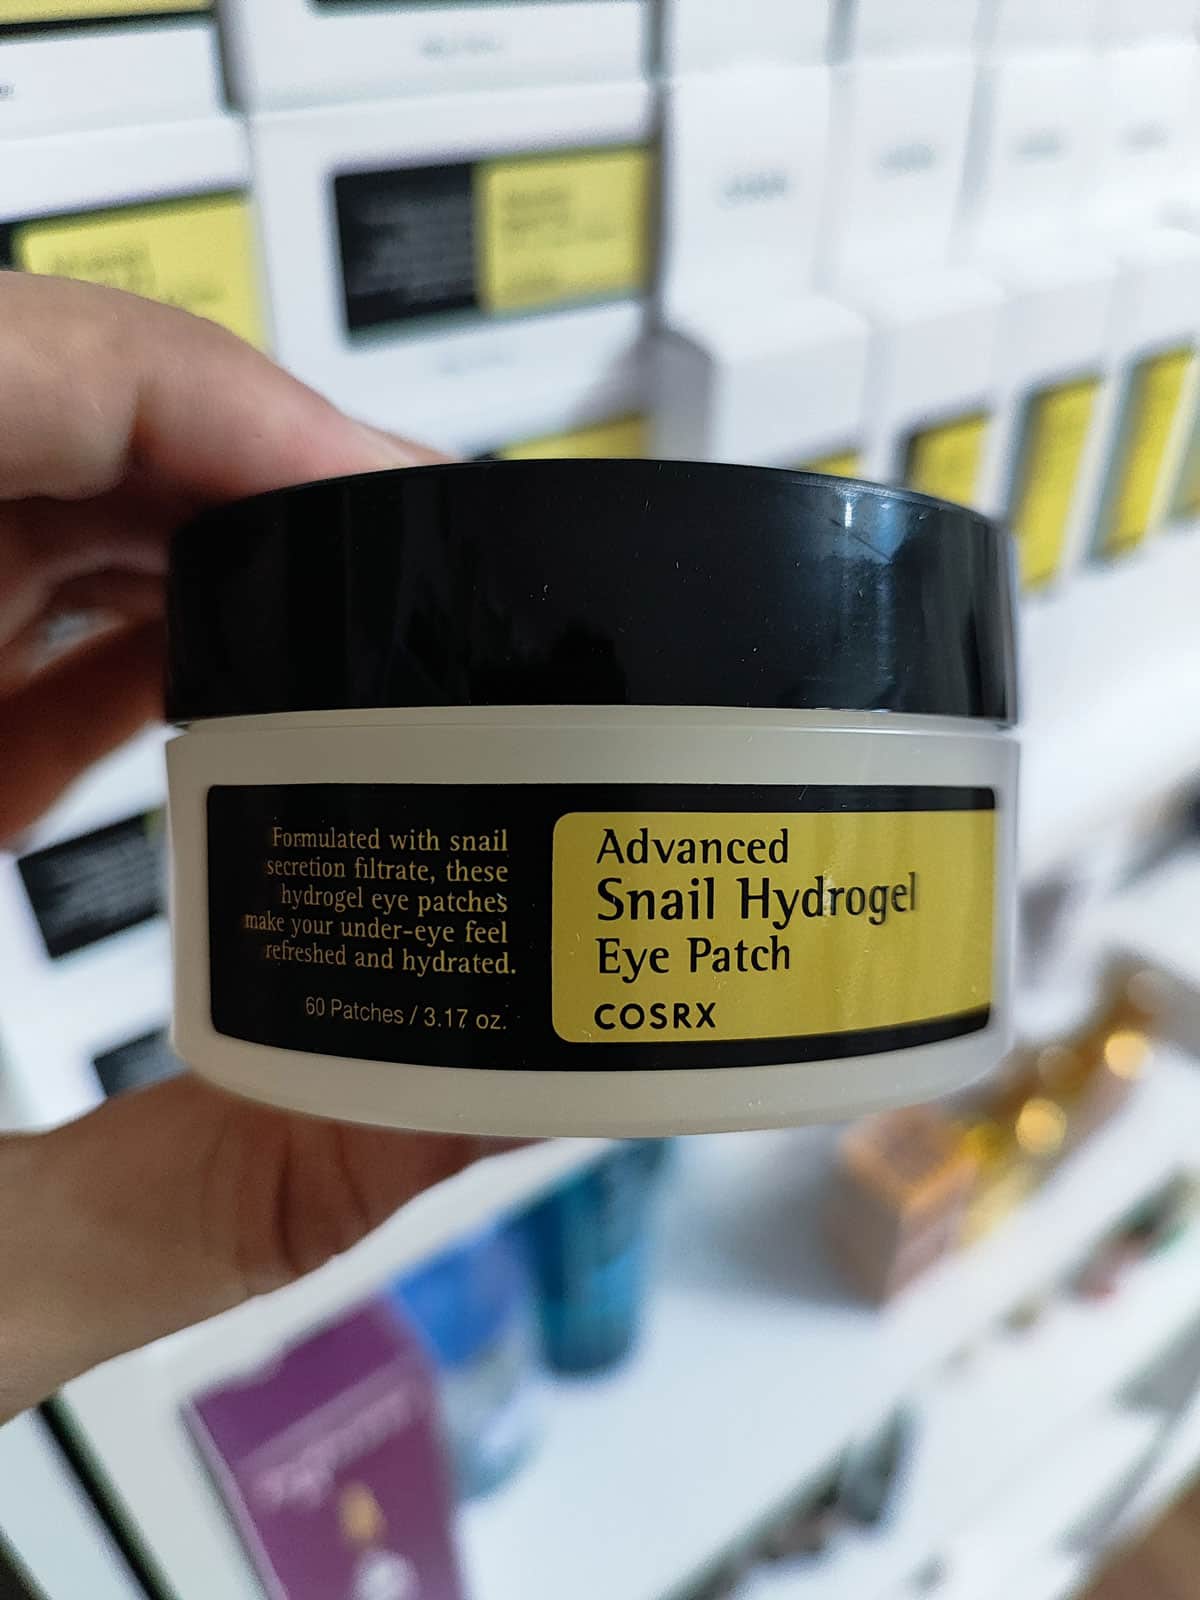 Formulated with snail
secretion filtrate, these
hydrogel eye patches
make your under-eye feel
refreshed and hydrated.
60 Patches / 3.17 oz.
Advanced
Snail Hydrogel
Eye Patch
COSRX